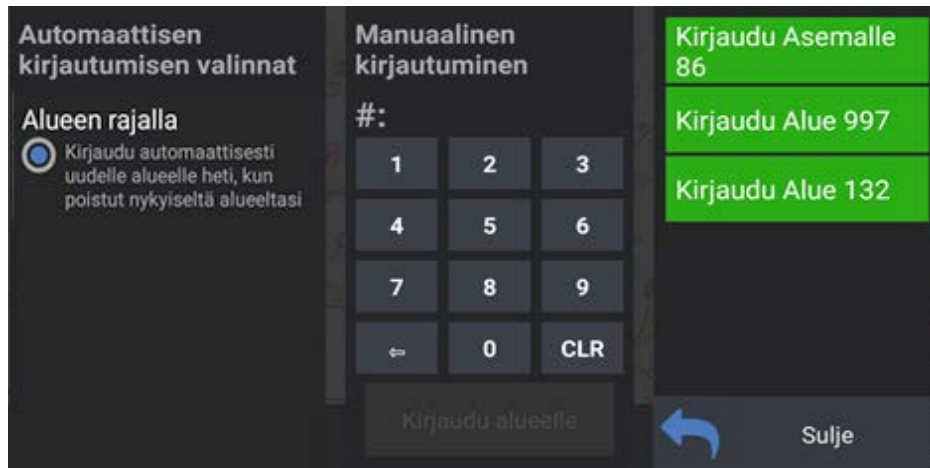 Automaattisen
kirjautumisen valinnat
Alueen rajalla
Kirjaudu automaattisesti
uudelle alueelle heti, kun
poistut nykyiseltä alueeltasi
Manuaalinen
kirjautuminen
#:
1 2 3
4 5 6
7 8 9
⇦ 0 CLR
Kirjaudu alueelle
Kirjaudu Asemalle
86
Kirjaudu Alue 997
Kirjaudu Alue 132
Sulje